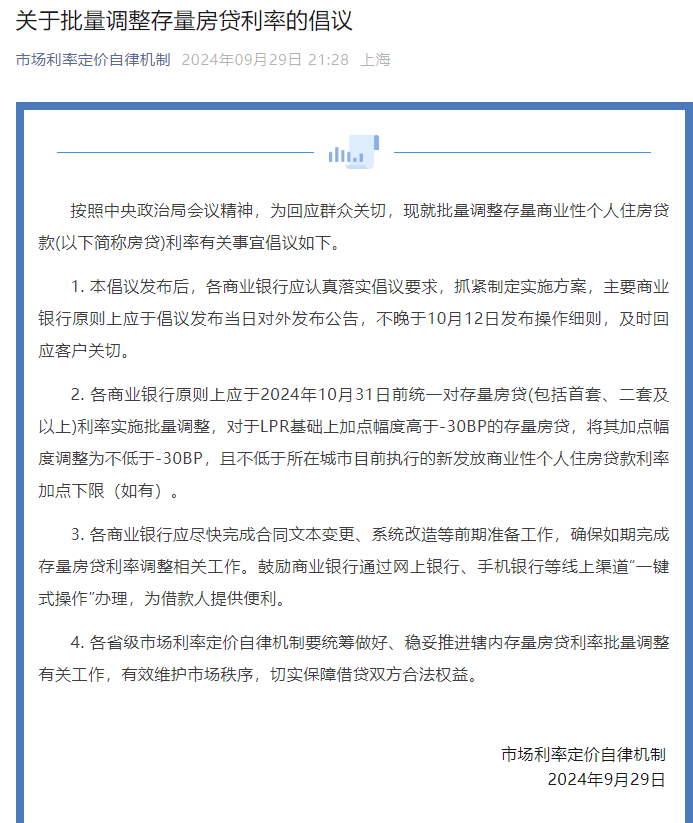 关于批量调整存量房贷利率的倡议
市场利率定价自律机制 2024年09月29日 21:28 上海
按照中央政治局会议精神，为回应群众关切，现就批量调整存量商业性个人住房贷
款(以下简称房贷)利率有关事宜倡议如下。
1. 本倡议发布后，各商业银行应认真落实倡议要求，抓紧制定实施方案，主要商业
银行原则上应于倡议发布当日对外发布公告，不晚于10月12日发布操作细则，及时回
应客户关切。
2. 各商业银行原则上应于2024年10月31日前统一对存量房贷(包括首套、二套及
以上)利率实施批量调整，对于LPR基础上加点幅度高于-30BP的存量房贷，将其加点幅
度调整为不低于-30BP，且不低于所在城市目前执行的新发放商业性个人住房贷款利率
加点下限（如有）。
3. 各商业银行应尽快完成合同文本变更、系统改造等前期准备工作，确保如期完成
存量房贷利率调整相关工作。鼓励商业银行通过网上银行、手机银行等线上渠道“一键
式操作”办理，为借款人提供便利。
4. 各省级市场利率定价自律机制要统筹做好、稳妥推进辖内存量房贷利率批量调整
有关工作，有效维护市场秩序，切实保障借贷双方合法权益。
市场利率定价自律机制
2024年9月29日